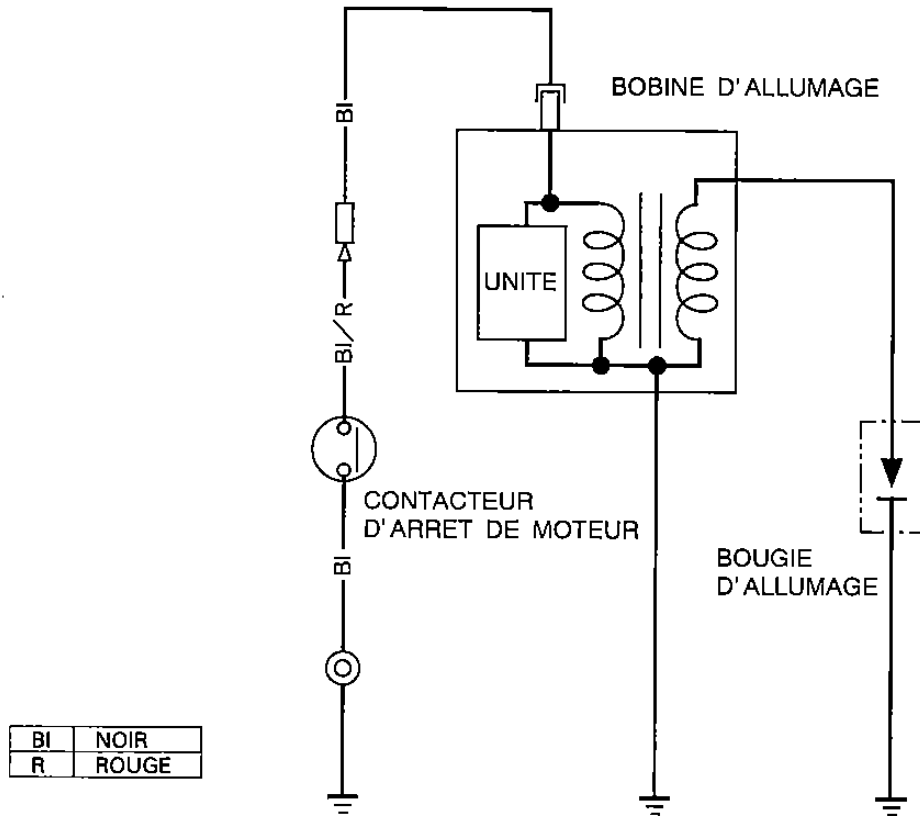 BOBINE D'ALLUMAGE
Bl
UNITE
Bl/R
CONTACTEUR
D'ARRET DE MOTEUR
Bl
BOUGIE
D'ALLUMAGE
Bl NOIR
R ROUGE